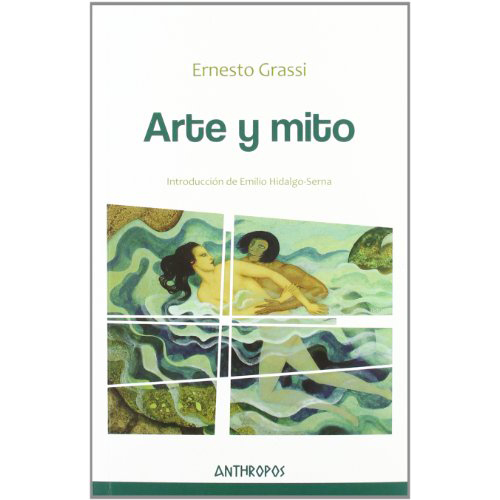 Ernesto Grassi
Arte y mito
Introducción de Emilio Hidalgo-Serna
ANTHROPOS